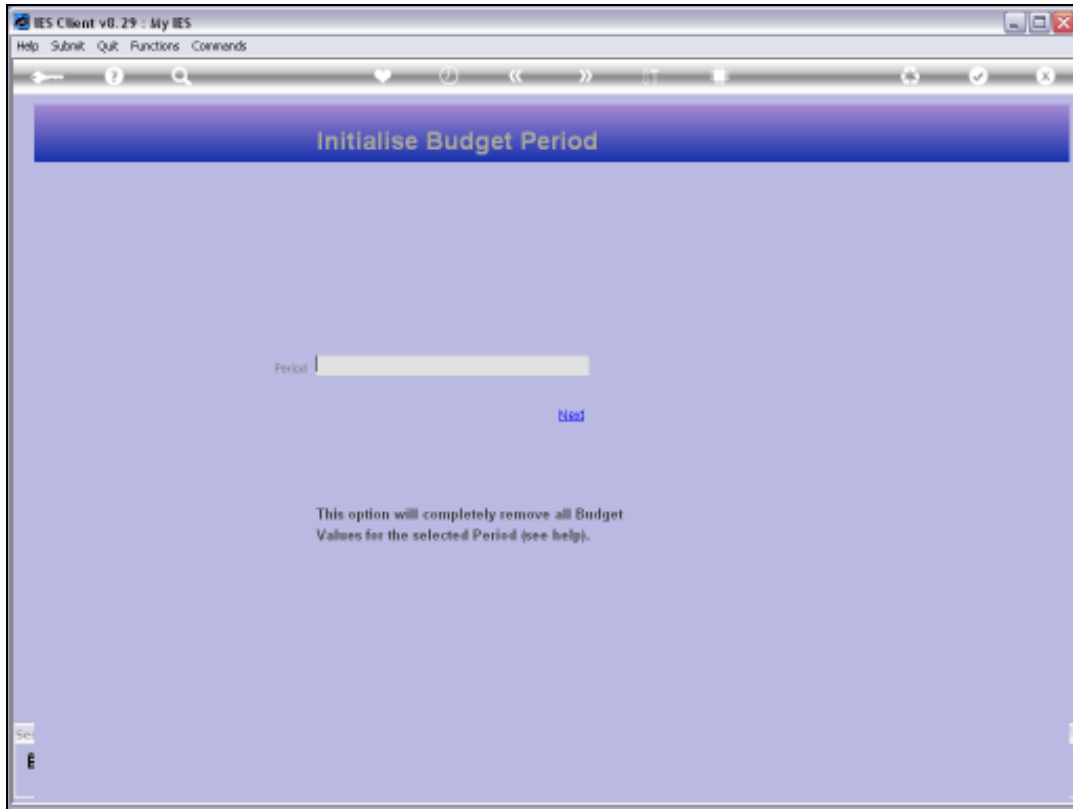 IES Client v8.29 : My IES
Help Submit Quit Functions Commands
Initialise Budget Period
Period
Next
This option will completely remove all Budget
Values for the selected Period (see help).